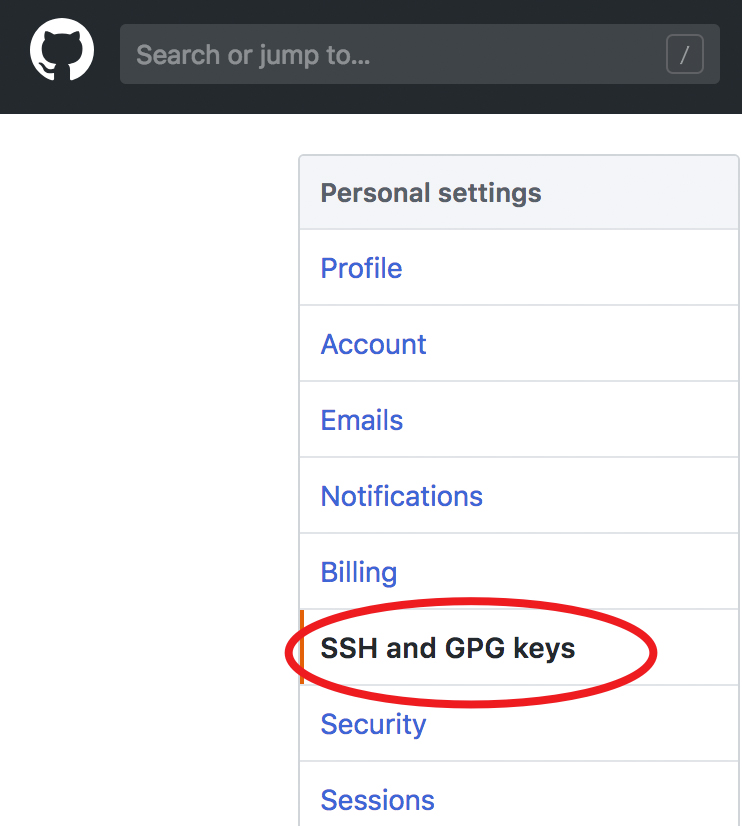 Search or jump to...
/
Personal settings
Profile
Account
Emails
Notifications
Billing
SSH and GPG keys
Security
Sessions